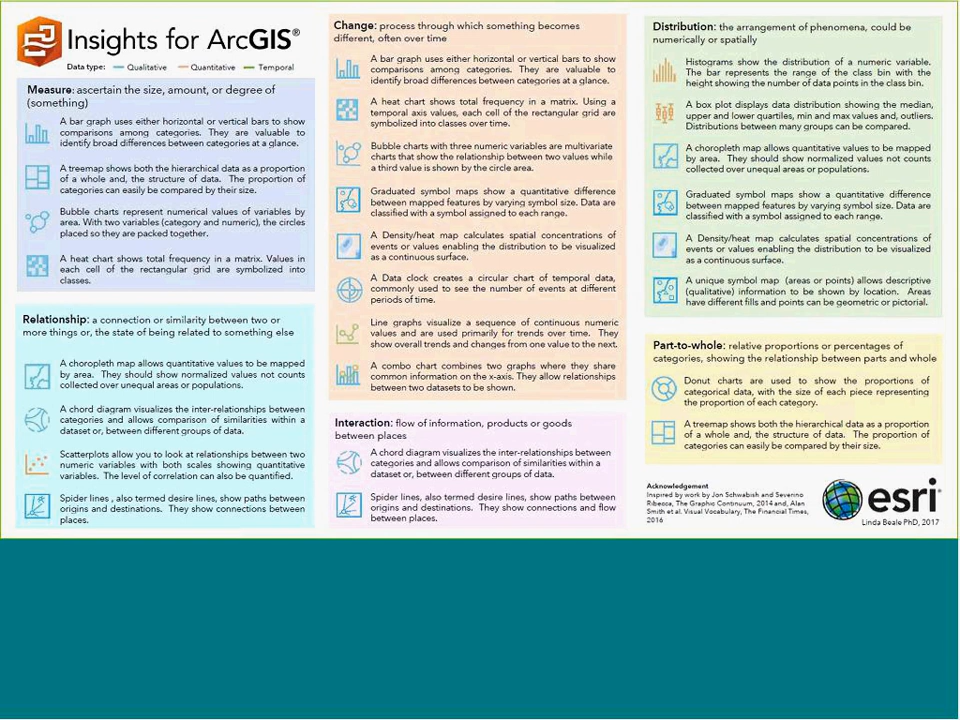 Insights for ArcGIS®
Data type: Qualitative Quantitative Temporal
Measure: ascertain the size, amount, or degree of
(something)
A bar graph uses either horizontal or vertical bars to show
comparisons among categories. They are valuable to
identify broad differences between categories at a glance.
A treemap shows both the hierarchical data as a proportion
of a whole and, the structure of data. The proportion of
categories can easily be compared by their size.
Bubble charts represent numerical values of variables by
area. With two variables (category and numeric), the circles
placed so they are packed together.
A heat chart shows total frequency in a matrix. Values in
each cell of the rectangular grid are symbolized into
classes.
Relationship: a connection or similarity between two or
more things or, the state of being related to something else
A choropleth map allows quantitative values to be mapped
by area. They should show normalized values not counts
collected over unequal areas or populations.
A chord diagram visualizes the inter-relationships between
categories and allows comparison of similarities within a
dataset or, between different groups of data.
Scatterplots allow you to look at relationships between two
numeric variables with both scales showing quantitative
variables. The level of correlation can also be quantified.
Spider lines , also termed desire lines, show paths between
origins and destinations. They show connections between
places.
Change: process through which something becomes
different, often over time
A bar graph uses either horizontal or vertical bars to show
comparisons among categories. They are valuable to
identify broad differences between categories at a glance.
A heat chart shows total frequency in a matrix. Using a
temporal axis values, each cell of the rectangular grid are
symbolized into classes over time.
Bubble charts with three numeric variables are multivariate
charts that show the relationship between two values while
a third value is shown by the circle area.
Graduated symbol maps show a quantitative difference
between mapped features by varying symbol size. Data are
classified with a symbol assigned to each range.
A Density/heat map calculates spatial concentrations of
events or values enabling the distribution to be visualized
as a continuous surface.
A Data clock creates a circular chart of temporal data,
commonly used to see the number of events at different
periods of time.
Line graphs visualize a sequence of continuous numeric
values and are used primarily for trends over time. They
show overall trends and changes from one value to the next.
A combo chart combines two graphs where they share
common information on the x-axis. They allow relationships
between two datasets to be shown.
Interaction: flow of information, products or goods
between places
A chord diagram visualizes the inter-relationships between
categories and allows comparison of similarities within a
dataset or, between different groups of data.
Spider lines, also termed desire lines, show paths between
origins and destinations. They show connections and flow
between places.
Distribution: the arrangement of phenomena, could be
numerically or spatially
Histograms show the distribution of a numeric variable.
The bar represents the range of the class bin with the
height showing the number of data points in the class bin.
A box plot displays data distribution showing the median,
upper and lower quartiles, min and max values and, outliers.
Distributions between many groups can be compared.
A choropleth map allows quantitative values to be mapped
by area. They should show normalized values not counts
collected over unequal areas or populations.
Graduated symbol maps show a quantitative difference
between mapped features by varying symbol size. Data are
classified with a symbol assigned to each range.
A Density/heat map calculates spatial concentrations of
events or values enabling the distribution to be visualized
as a continuous surface.
A unique symbol map (areas or points) allows descriptive
(qualitative) information to be shown by location. Areas
have different fills and points can be geometric or pictorial.
Part-to-whole: relative proportions or percentages of
categories, showing the relationship between parts and whole
Donut charts are used to show the proportions of
categorical data, with the size of each piece representing
the proportion of each category.
A treemap shows both the hierarchical data as a proportion
of a whole and, the structure of data. The proportion of
categories can easily be compared by their size.
Acknowledgement
Inspired by work by Jon Schwabish and Severino
Ribecca, The Graphic Continuum, 2014 and, Alan
Smith et al. Visual Vocabulary, The Financial Times,
2016
esri
Linda Beale PhD, 2017